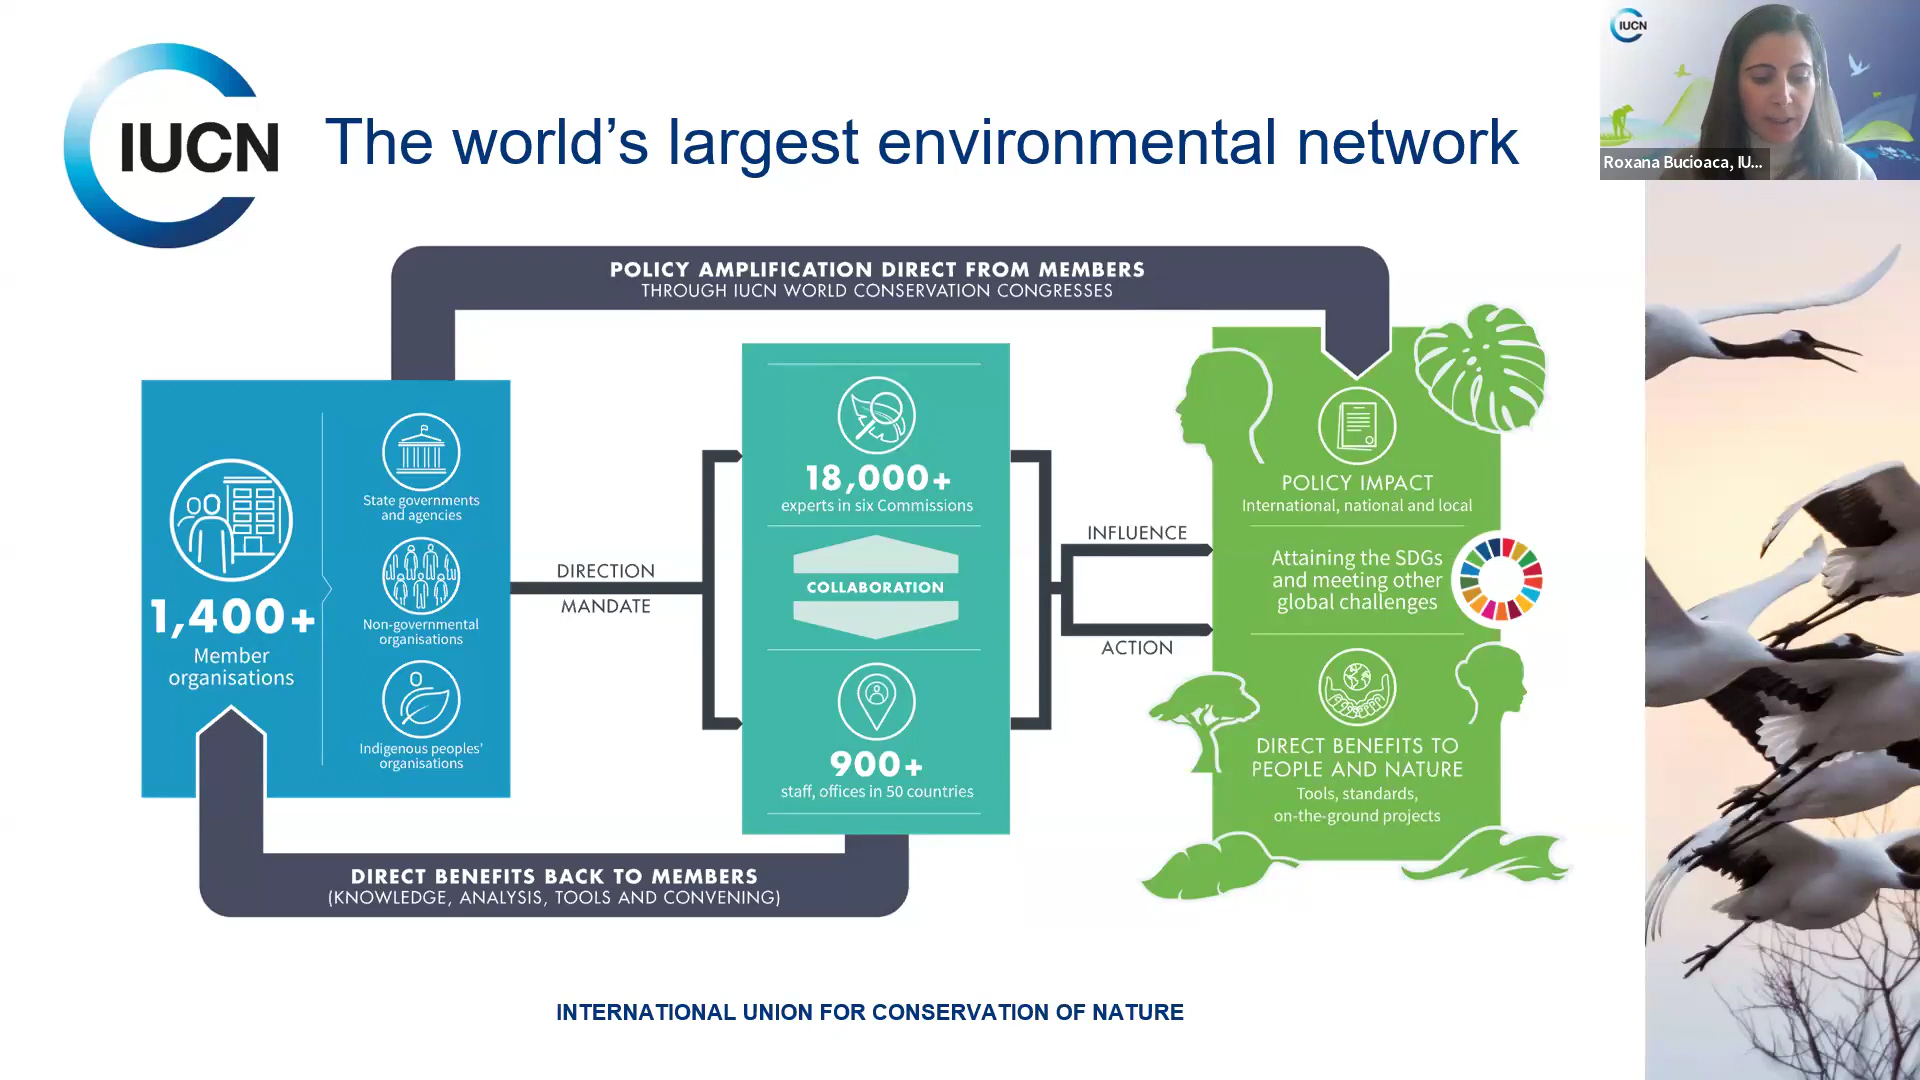 IUCN
The world's largest environmental network
IUCN
Roxana Bucioaca, IU...
POLICY AMPLIFICATION DIRECT FROM MEMBERS
THROUGH IUCN WORLD CONSERVATION CONGRESSES
1,400+
Member
organisations
State governments
and agencies
Non-governmental
organisations
Indigenous peoples'
organisations
DIRECTION
MANDATE
18,000+
experts in six Commissions
COLLABORATION
900+
staff, offices in 50 countries
INFLUENCE
ACTION
POLICY IMPACT
International, national and local
Attaining the SDGs
and meeting other
global challenges
DIRECT BENEFITS TO
PEOPLE AND NATURE
Tools, standards,
on-the-ground projects
DIRECT BENEFITS BACK TO MEMBERS
(KNOWLEDGE, ANALYSIS, TOOLS AND CONVENING)
INTERNATIONAL UNION FOR CONSERVATION OF NATURE